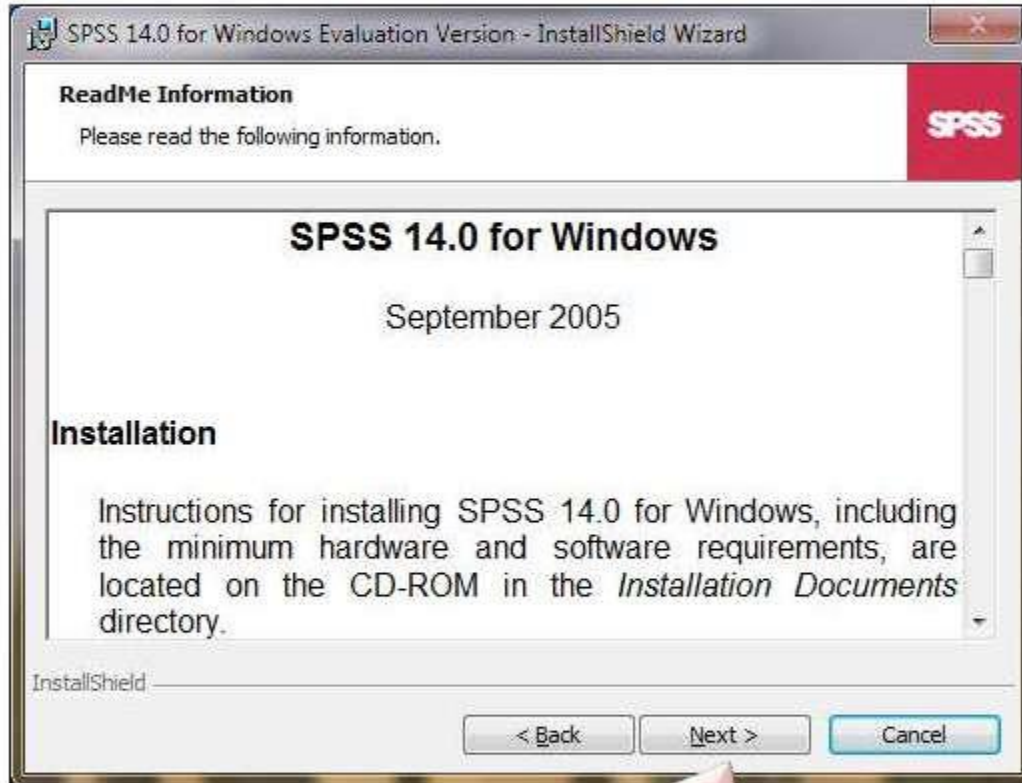 SPSS 14.0 for Windows Evaluation Version - InstallShield Wizard
ReadMe Information
Please read the following information.
SPSS
SPSS 14.0 for Windows
September 2005
Installation
Instructions for installing SPSS 14.0 for Windows, including
the minimum hardware and software requirements, are
located on the CD-ROM in the Installation Documents
directory.
InstallShield
< Back Next > Cancel